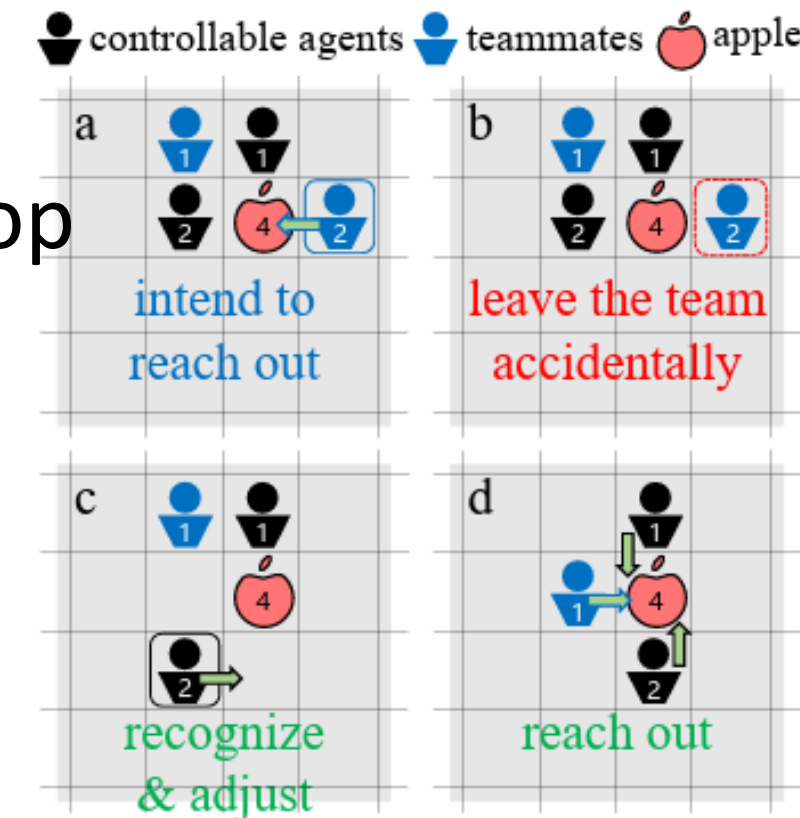 controllable agents teammates apple
a
1 1
2 4 2
op
intend to
reach out
b
1 1
2 4 2
leave the team
accidentally
c
1 1
4
2
recognize
& adjust
d
1
1 4
2
reach out